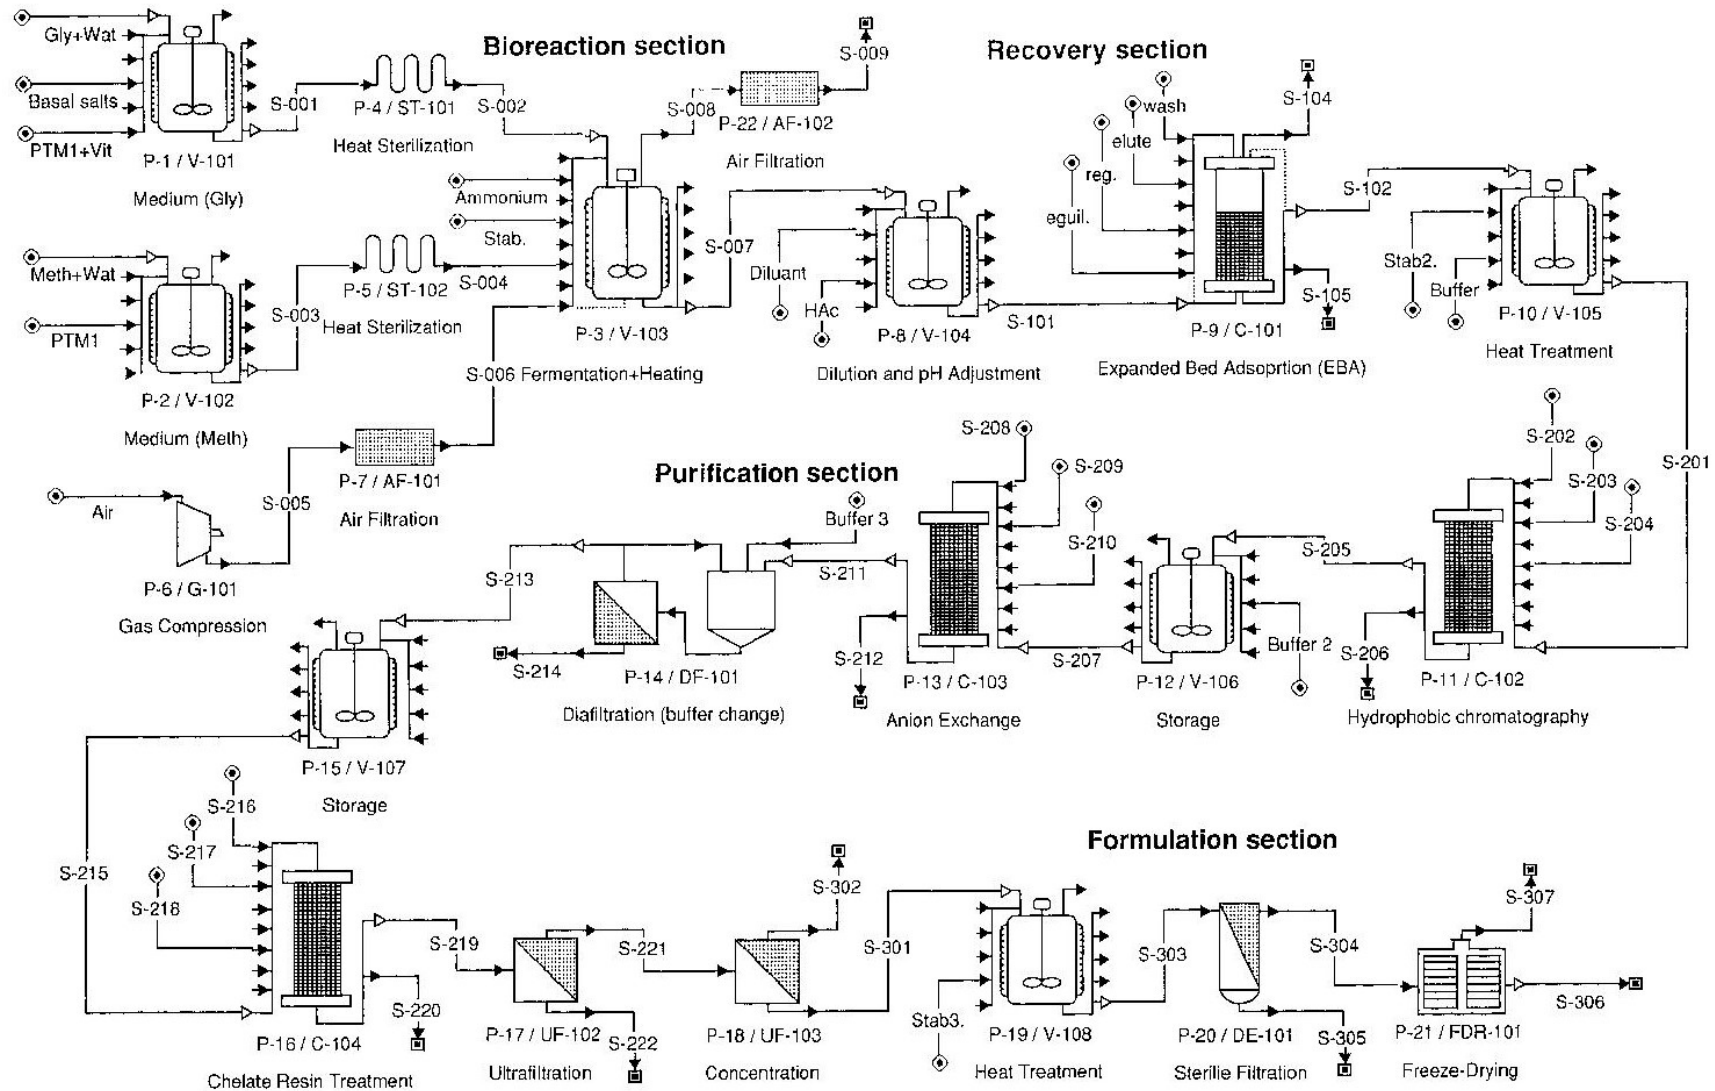 Bioreaction section
Gly+Wat
Basal salts
PTM1+Vit
P-1 / V-101
Medium (Gly)
S-001
P-4 / ST-101
Heat Sterilization
S-002
S-008
P-22 / AF-102
Air Filtration
S-009
Ammonium
Stab.
Meth+Wat
PTM1
P-2 / V-102
Medium (Meth)
S-003
P-5 / ST-102
Heat Sterilization
S-004
P-3 / V-103
S-006 Fermentation+Heating
S-007
Air
P-6 / G-101
Gas Compression
S-005
P-7 / AF-101
Air Filtration
Recovery section
Diluant
HAc
P-8 / V-104
Dilution and pH Adjustment
S-101
wash
elute
reg.
eguil.
S-104
S-105
P-9 / C-101
Expanded Bed Adsoprtion (EBA)
S-102
Stab2.
Buffer
P-10 / V-105
Heat Treatment
S-201
Purification section
S-202
S-203
S-204
P-11 / C-102
Hydrophobic chromatography
S-205
S-206
Buffer 2
P-12 / V-106
Storage
S-207
S-208
S-209
S-210
P-13 / C-103
Anion Exchange
S-211
S-212
Buffer 3
P-14 / DF-101
Diafiltration (buffer change)
S-213
S-214
P-15 / V-107
Storage
S-215
S-216
S-217
S-218
P-16 / C-104
Chelate Resin Treatment
S-219
S-220
P-17 / UF-102
Ultrafiltration
S-221
S-222
P-18 / UF-103
Concentration
S-302
S-301
Formulation section
Stab3.
P-19 / V-108
Heat Treatment
S-303
P-20 / DE-101
Sterilie Filtration
S-304
S-305
P-21 / FDR-101
Freeze-Drying
S-307
S-306